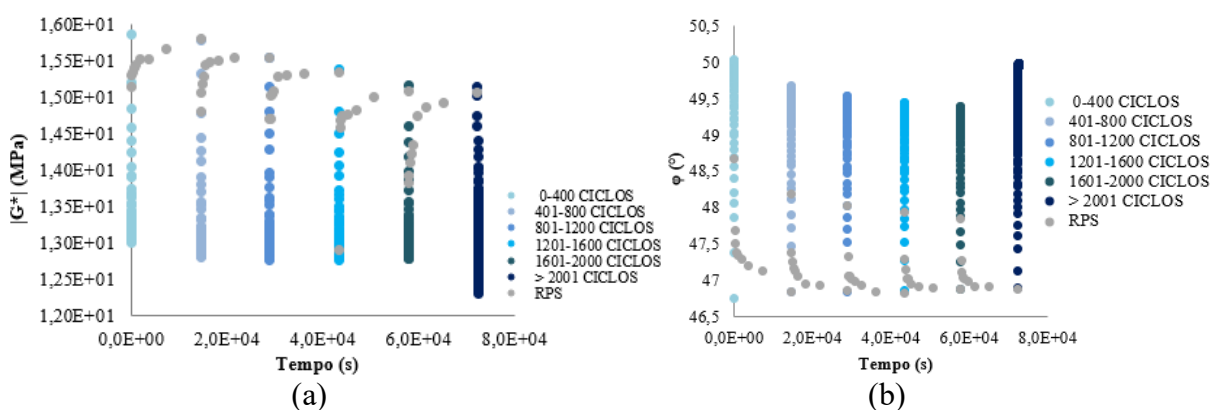 |G*| (MPa)
1,60E+01
1,55E+01
1,50E+01
1,45E+01
1,40E+01
1,35E+01
1,30E+01
1,25E+01
1,20E+01
0,0E+00
2,0E+04
4,0E+04
6,0E+04
8,0E+04
Tempo (s)
0-400 CICLOS
401-800 CICLOS
801-1200 CICLOS
1201-1600 CICLOS
1601-2000 CICLOS
> 2001 CICLOS
RPS
(a)
φ (°)
50,5
50
49,5
49
48,5
48
47,5
47
46,5
0,0E+00
2,0E+04
4,0E+04
6,0E+04
8,0E+04
Tempo (s)
0-400 CICLOS
401-800 CICLOS
801-1200 CICLOS
1201-1600 CICLOS
1601-2000 CICLOS
> 2001 CICLOS
RPS
(b)